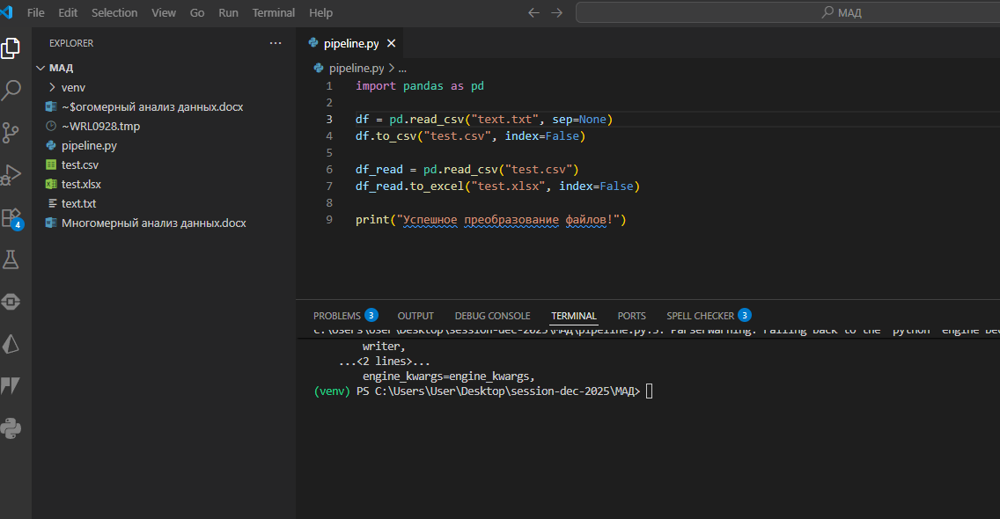 File Edit Selection View Go Run Terminal Help
МАД
EXPLORER
МАД
venv
~$огомерный анализ данных.docx
~WRL0928.tmp
pipeline.py
test.csv
test.xlsx
text.txt
Многомерный анализ данных.docx
4
pipeline.py
pipeline.py > ...
1 import pandas as pd
2
3 df = pd.read_csv("text.txt", sep=None)
4 df.to_csv("test.csv", index=False)
5
6 df_read = pd.read_csv("test.csv")
7 df_read.to_excel("test.xlsx", index=False)
8
9 print("Успешное преобразование файлов!")
PROBLEMS 3 OUTPUT DEBUG CONSOLE TERMINAL PORTS SPELL CHECKER 3
C:\Users\User\Desktop\session-dec-2025\МАД\pipeline.py:3: ParserWarning: Falling back to the 'python' engine bec
writer,
...<2 lines>...
engine_kwargs=engine_kwargs,
(venv) PS C:\Users\User\Desktop\session-dec-2025\МАД>